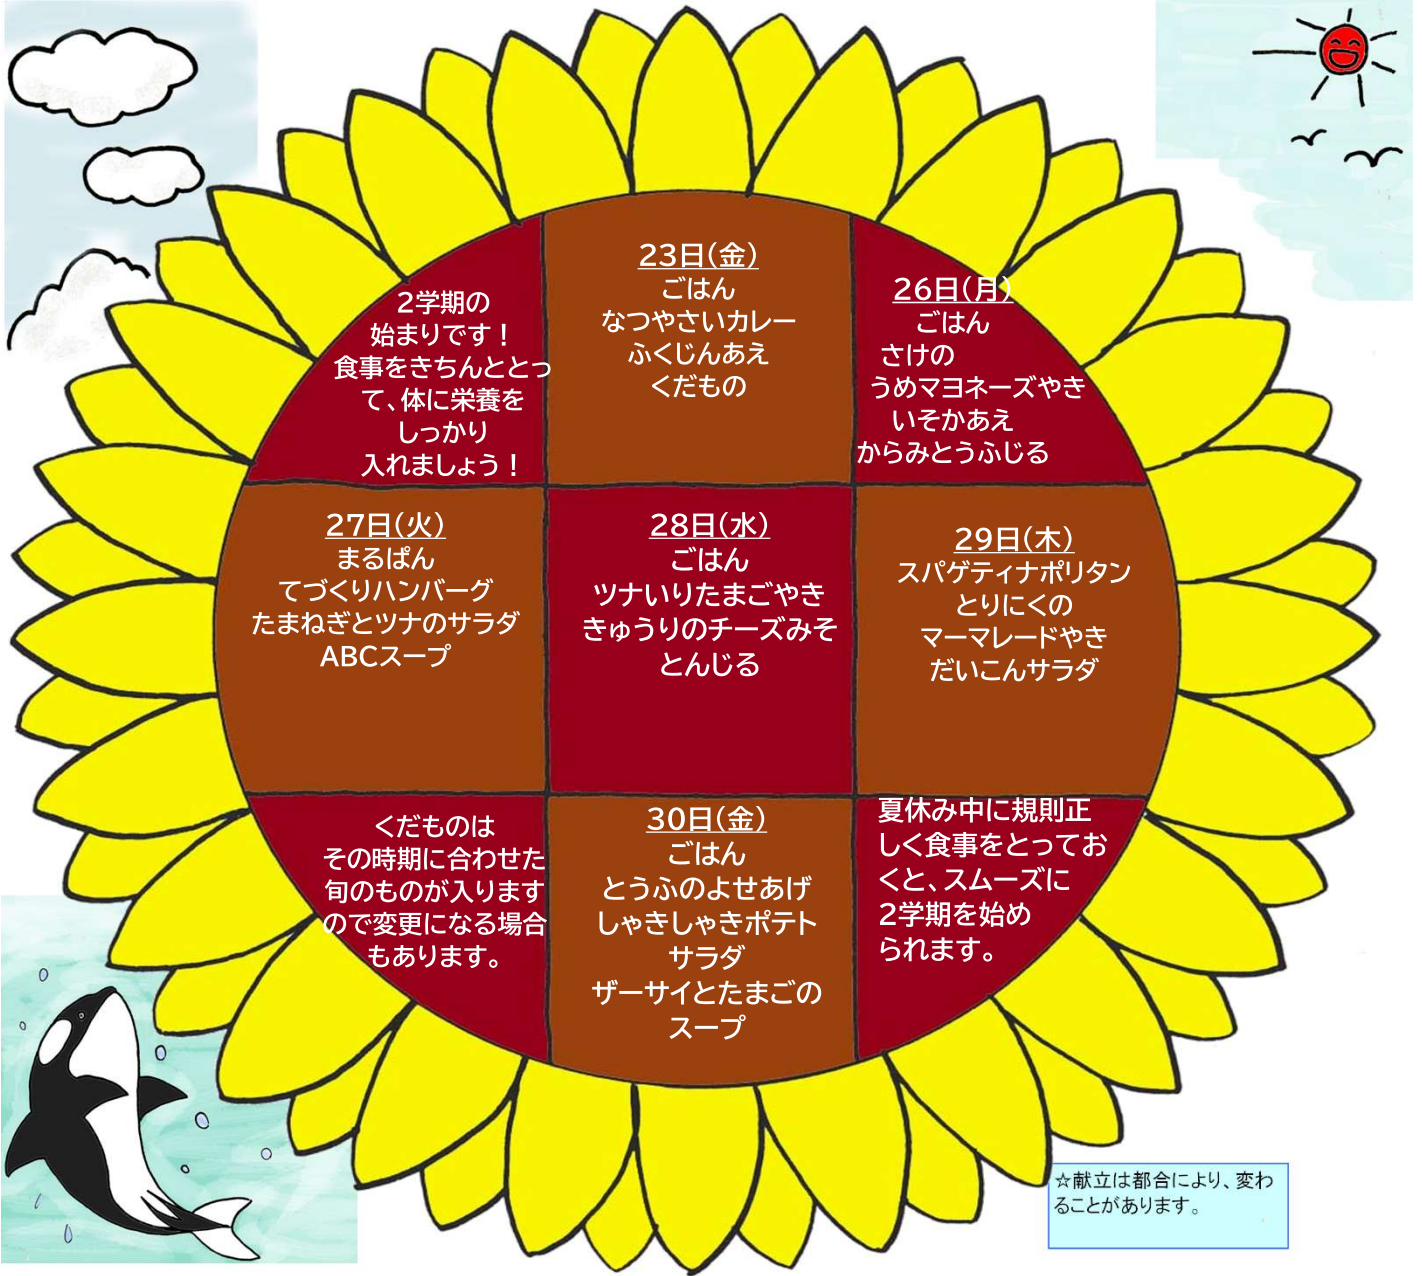 2学期の
始まりです！
食事をきちんととっ
て、体に栄養を
しっかり
入れましょう！
23日（金）
ごはん
なつやさいカレー
ふくじんあえ
くだもの
26日（月）
ごはん
さけの
うめマヨネーズやき
いそかあえ
からみとうふじる
27日（火）
まるぱん
てづくりハンバーグ
たまねぎとツナのサラダ
ABCスープ
28日（水）
ごはん
ツナいりたまごやき
きゅうりのチーズみそ
とんじる
29日（木）
スパゲティナポリタン
とりにくの
マーマレードやき
だいこんサラダ
くだものは
その時期に合わせた
旬のものが入ります
ので変更になる場合
もあります。
30日（金）
ごはん
とうふのよせあげ
しゃきしゃきポテト
サラダ
ザーサイとたまごの
スープ
夏休み中に規則正
しく食事をとってお
くと、スムーズに
2学期を始め
られます。
☆献立は都合により、変わ
ることがあります。